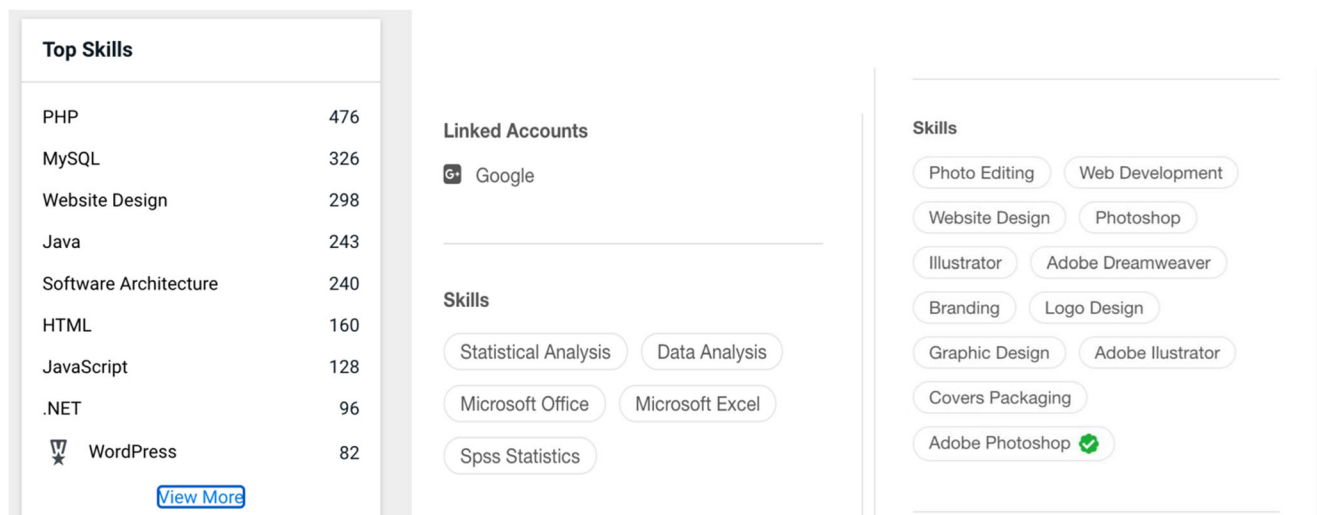 Top Skills
PHP 476
MySQL 326
Website Design 298
Java 243
Software Architecture 240
HTML 160
JavaScript 128
.NET 96
WordPress 82
View More
Linked Accounts
G+ Google
Skills
Statistical Analysis Data Analysis
Microsoft Office Microsoft Excel
Spss Statistics
Skills
Photo Editing Web Development
Website Design Photoshop
Illustrator Adobe Dreamweaver
Branding Logo Design
Graphic Design Adobe Ilustrator
Covers Packaging
Adobe Photoshop